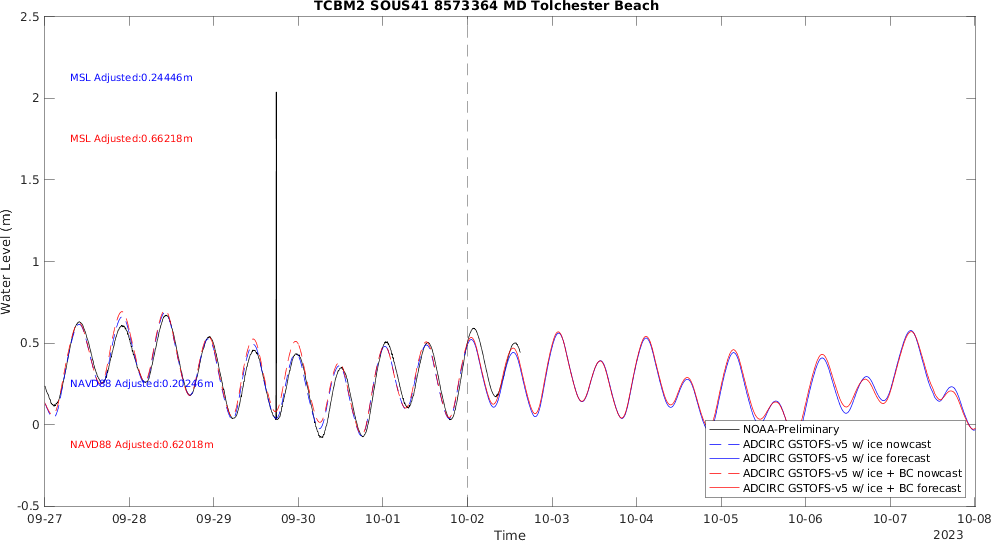 TCBM2 SOUS41 8573364 MD Tolchester Beach
2.5
2
1.5
1
0.5
0
-0.5
Water Level (m)
MSL Adjusted:0.24446m
MSL Adjusted:0.66218m
NAVD88 Adjusted:0.20246m
NAVD88 Adjusted:0.62018m
NOAA-Preliminary
ADCIRC GSTOFS-v5 w/ ice nowcast
ADCIRC GSTOFS-v5 w/ ice forecast
ADCIRC GSTOFS-v5 w/ ice + BC nowcast
ADCIRC GSTOFS-v5 w/ ice + BC forecast
09-27 09-28 09-29 09-30 10-01 10-02 10-03 10-04 10-05 10-06 10-07 10-08
Time
2023